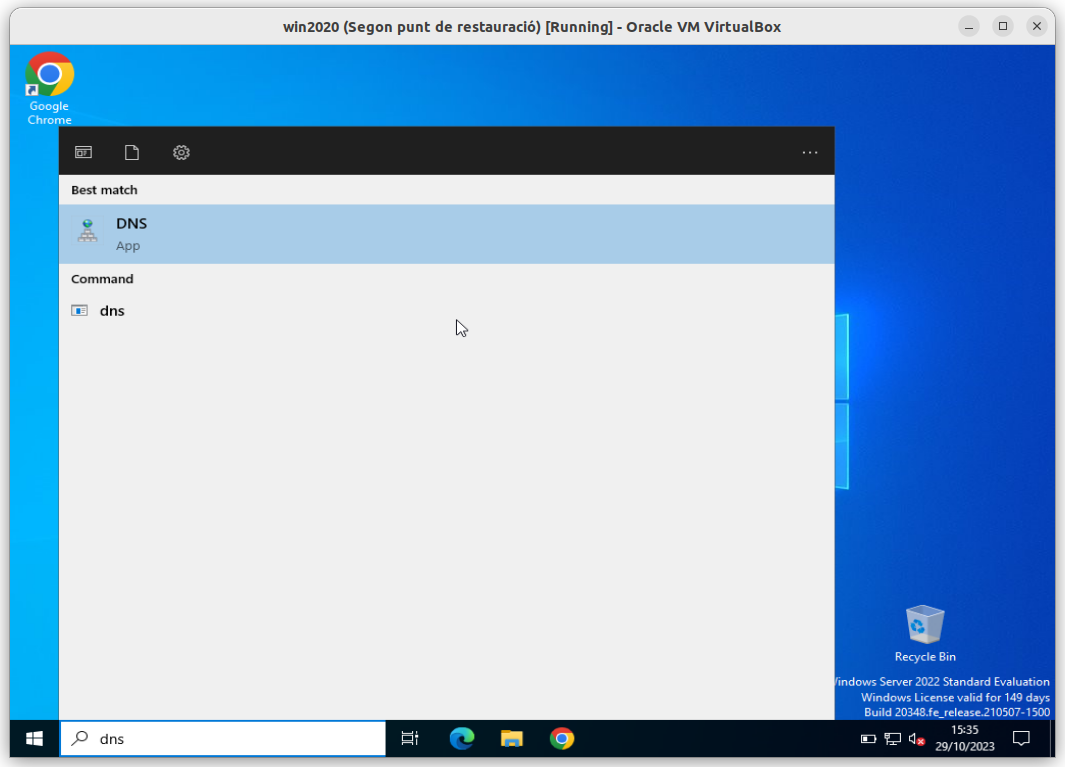 win2020 (Segon punt de restauració) [Running] - Oracle VM VirtualBox
Google
Chrome
Best match
DNS
App
Command
dns
Recycle Bin
Windows Server 2022 Standard Evaluation
Windows License valid for 149 days
Build 20348.fe_release.210507-1500
dns
15:35
29/10/2023